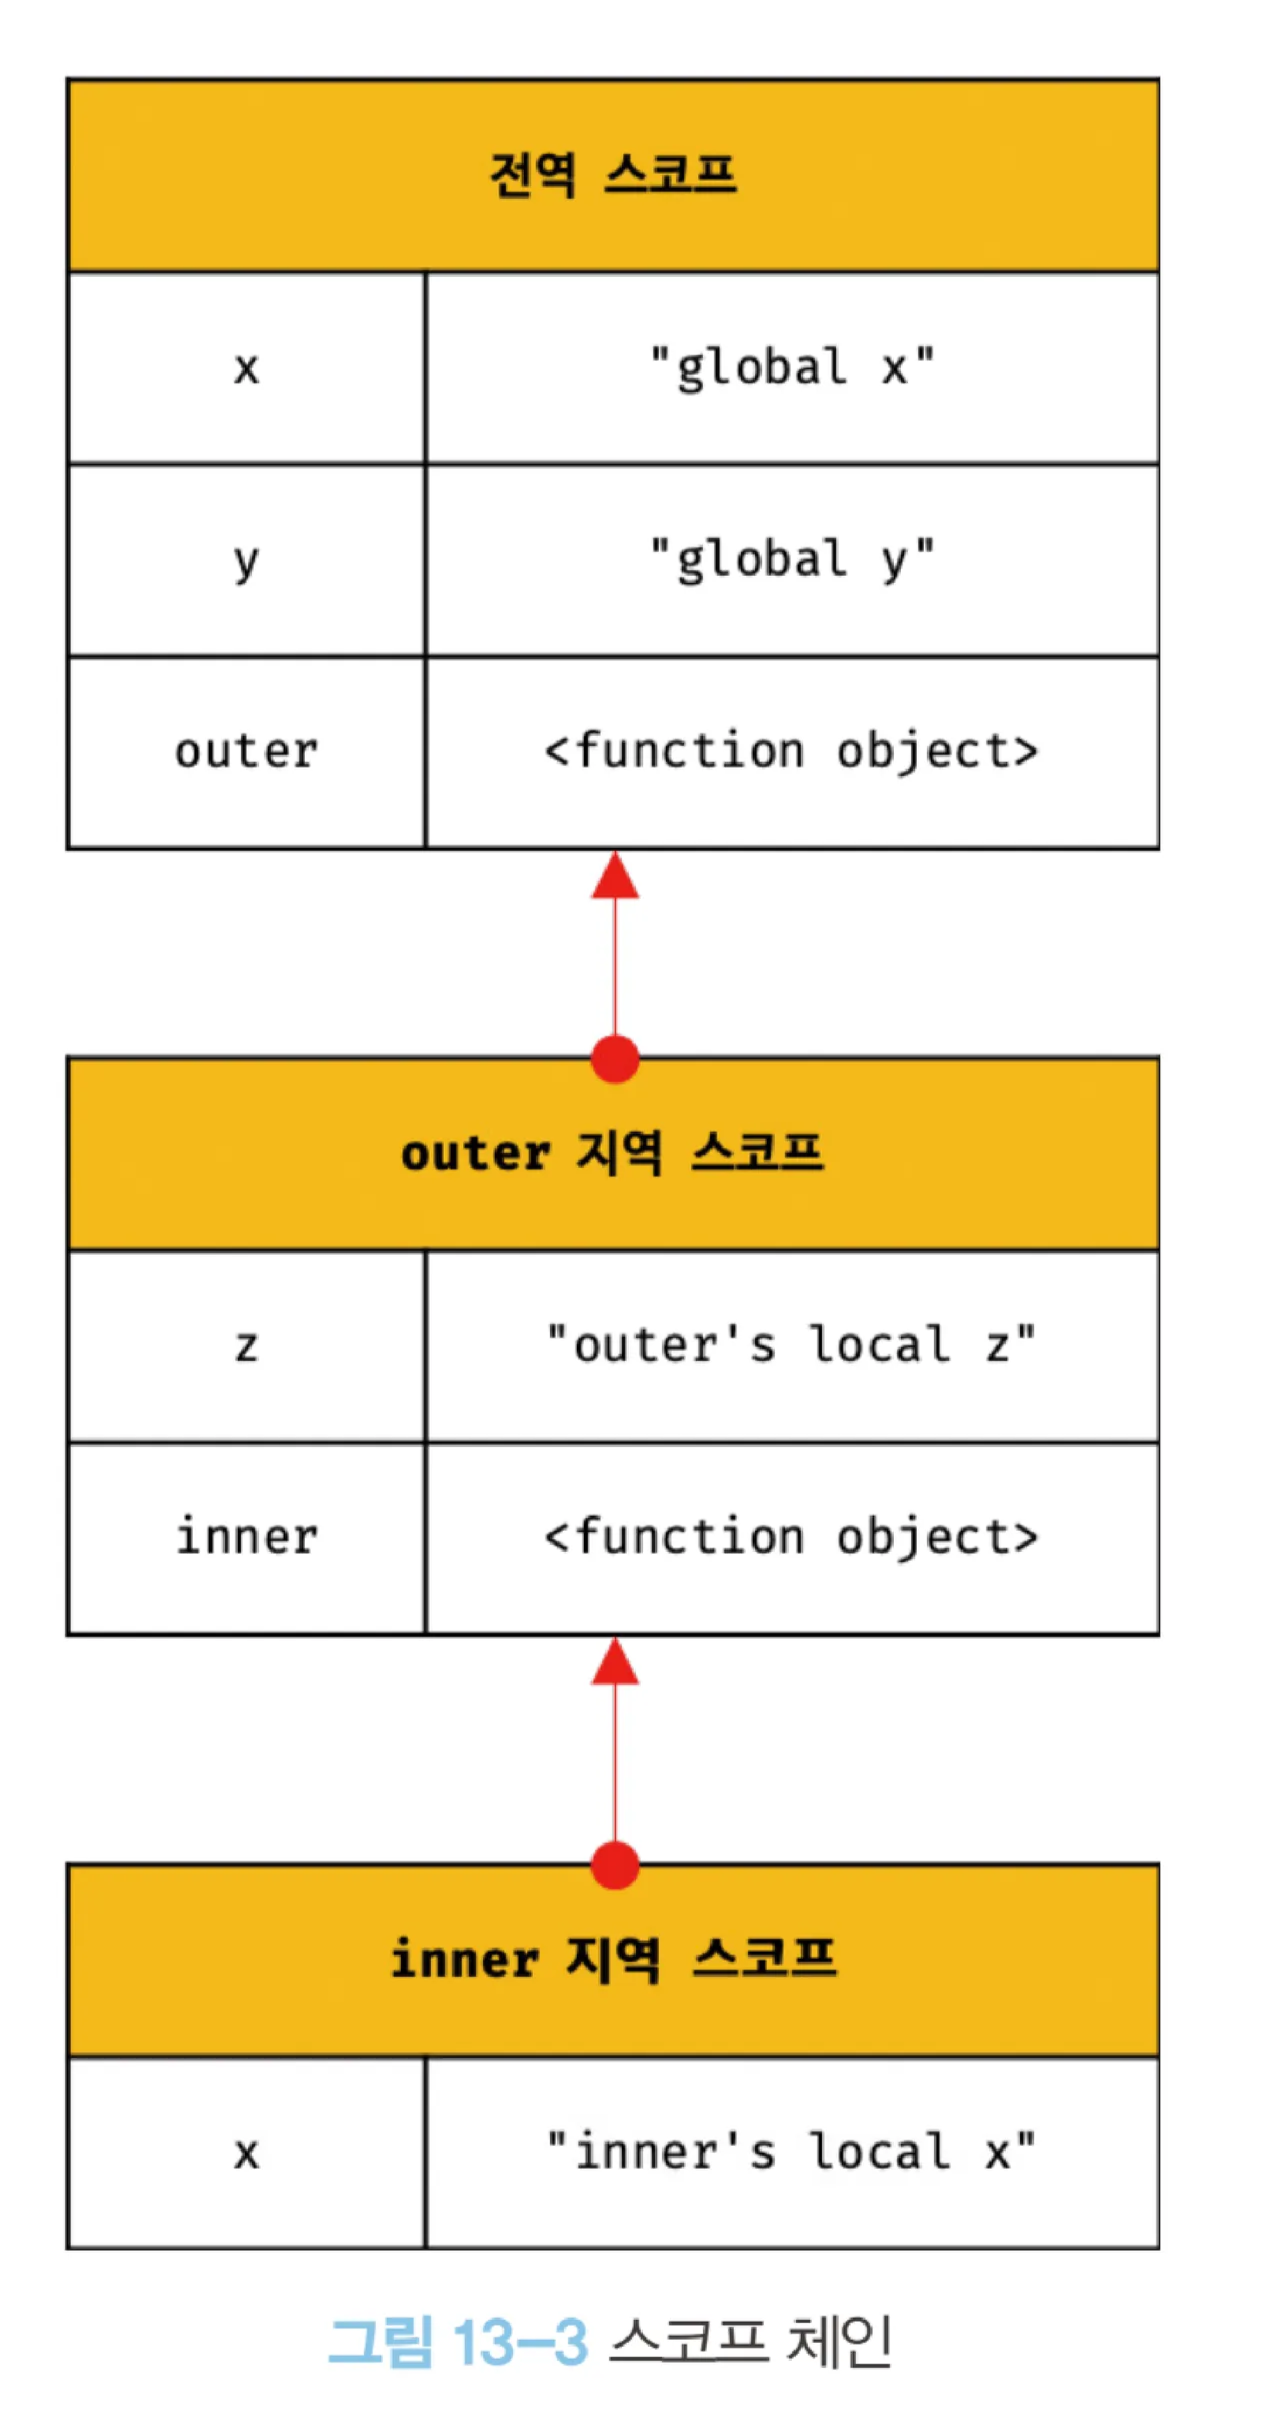 전역 스코프
x "global x"
y "global y"
outer <function object>
outer 지역 스코프
z "outer's local z"
inner <function object>
inner 지역 스코프
x "inner's local x"
그림 13-3 스코프 체인